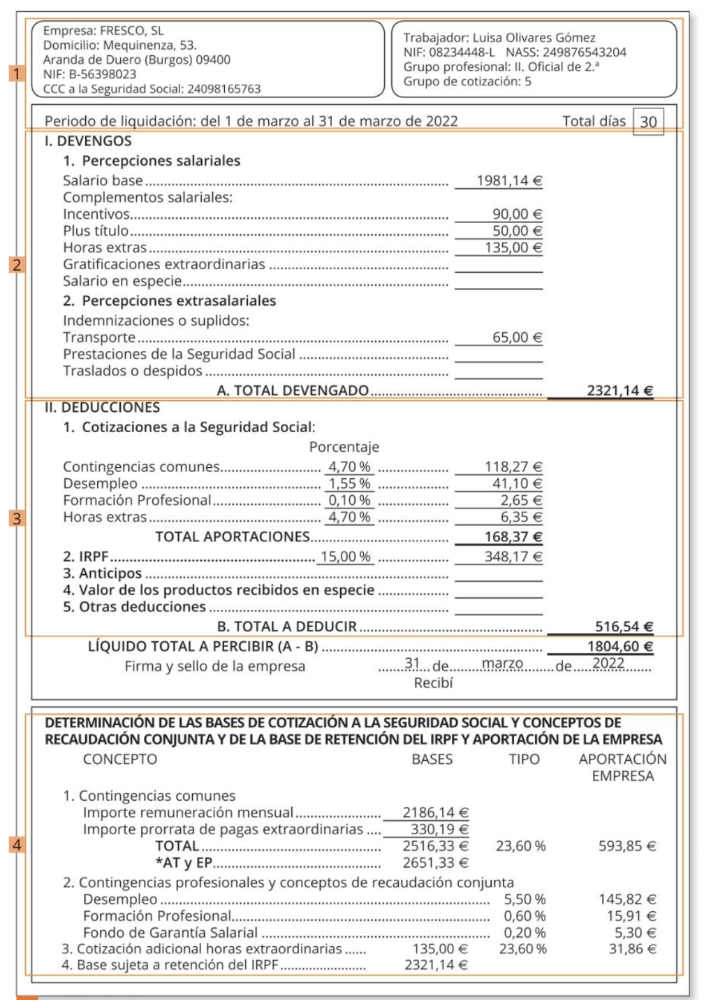 Empresa: FRESCO, SL
Domicilio: Mequinenza, 53.
Aranda de Duero (Burgos) 09400
NIF: B-56398023
CCC a la Seguridad Social: 24098165763
Trabajador: Luisa Olivares Gómez
NIF: 08234448-L NASS: 249876543204
Grupo profesional: II. Oficial de 2.ª
Grupo de cotización: 5
1
Periodo de liquidación: del 1 de marzo al 31 de marzo de 2022 Total días 30
I. DEVENGOS
1. Percepciones salariales
Salario base 1981,14 €
Complementos salariales:
Incentivos 90,00 €
Plus título 50,00 €
Horas extras 135,00 €
2
Gratificaciones extraordinarias
Salario en especie
2. Percepciones extrasalariales
Indemnizaciones o suplidos:
Transporte 65,00 €
Prestaciones de la Seguridad Social
Traslados o despidos
A. TOTAL DEVENGADO 2321,14 €
II. DEDUCCIONES
1. Cotizaciones a la Seguridad Social:
Porcentaje
Contingencias comunes 4,70 % 118,27 €
Desempleo 1,55 % 41,10 €
Formación Profesional 0,10 % 2,65 €
3
Horas extras 4,70 % 6,35 €
TOTAL APORTACIONES 168,37 €
2. IRPF 15,00 % 348,17 €
3. Anticipos
4. Valor de los productos recibidos en especie
5. Otras deducciones
B. TOTAL A DEDUCIR 516,54 €
LÍQUIDO TOTAL A PERCIBIR (A - B) 1804,60 €
Firma y sello de la empresa 31 de marzo de 2022
Recibí
DETERMINACIÓN DE LAS BASES DE COTIZACIÓN A LA SEGURIDAD SOCIAL Y CONCEPTOS DE
RECAUDACIÓN CONJUNTA Y DE LA BASE DE RETENCIÓN DEL IRPF Y APORTACIÓN DE LA EMPRESA
CONCEPTO BASES TIPO APORTACIÓN
EMPRESA
1. Contingencias comunes
Importe remuneración mensual 2186,14 €
Importe prorrata de pagas extraordinarias 330,19 €
4
TOTAL 2516,33 € 23,60 % 593,85 €
*AT y EP 2651,33 €
2. Contingencias profesionales y conceptos de recaudación conjunta
Desempleo 5,50 % 145,82 €
Formación Profesional 0,60 % 15,91 €
Fondo de Garantía Salarial 0,20 % 5,30 €
3. Cotización adicional horas extraordinarias 135,00 € 23,60 % 31,86 €
4. Base sujeta a retención del IRPF 2321,14 €